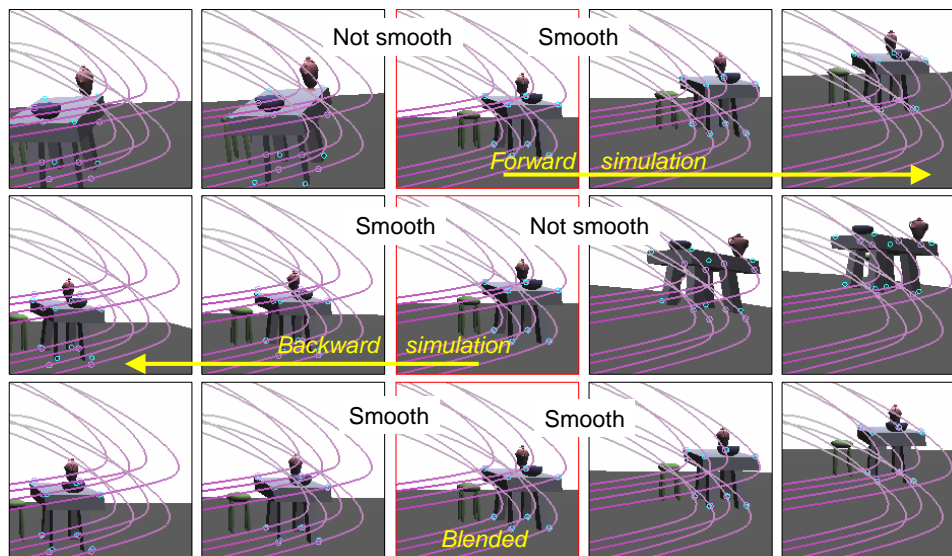 Not smooth
Smooth
Forward simulation
Smooth
Not smooth
Backward simulation
Smooth
Smooth
Blended